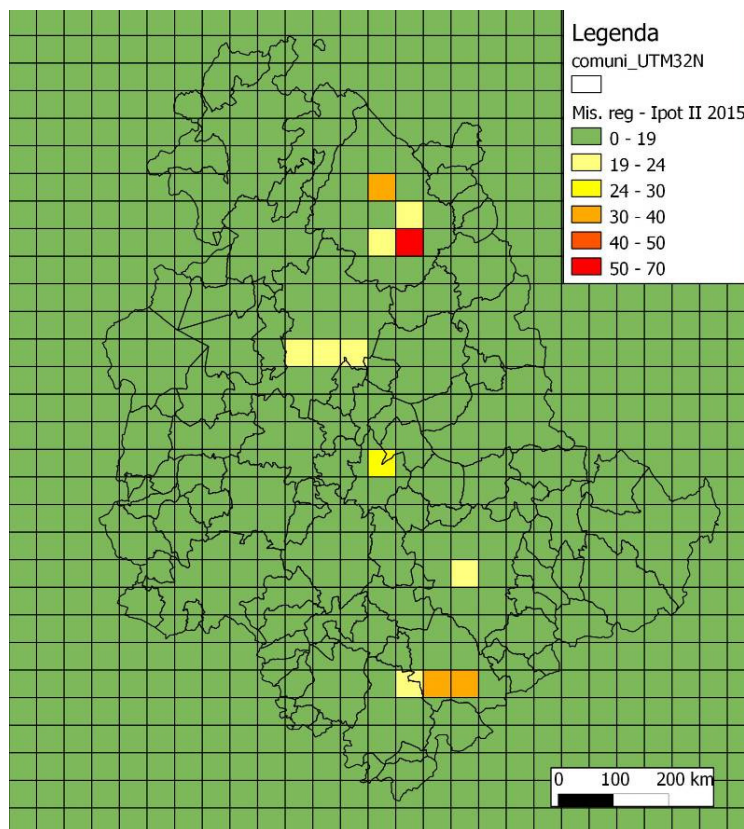 Legenda
comuni_UTM32N
Mis. reg - Ipot II 2015
0 - 19
19 - 24
24 - 30
30 - 40
40 - 50
50 - 70
0 100 200 km